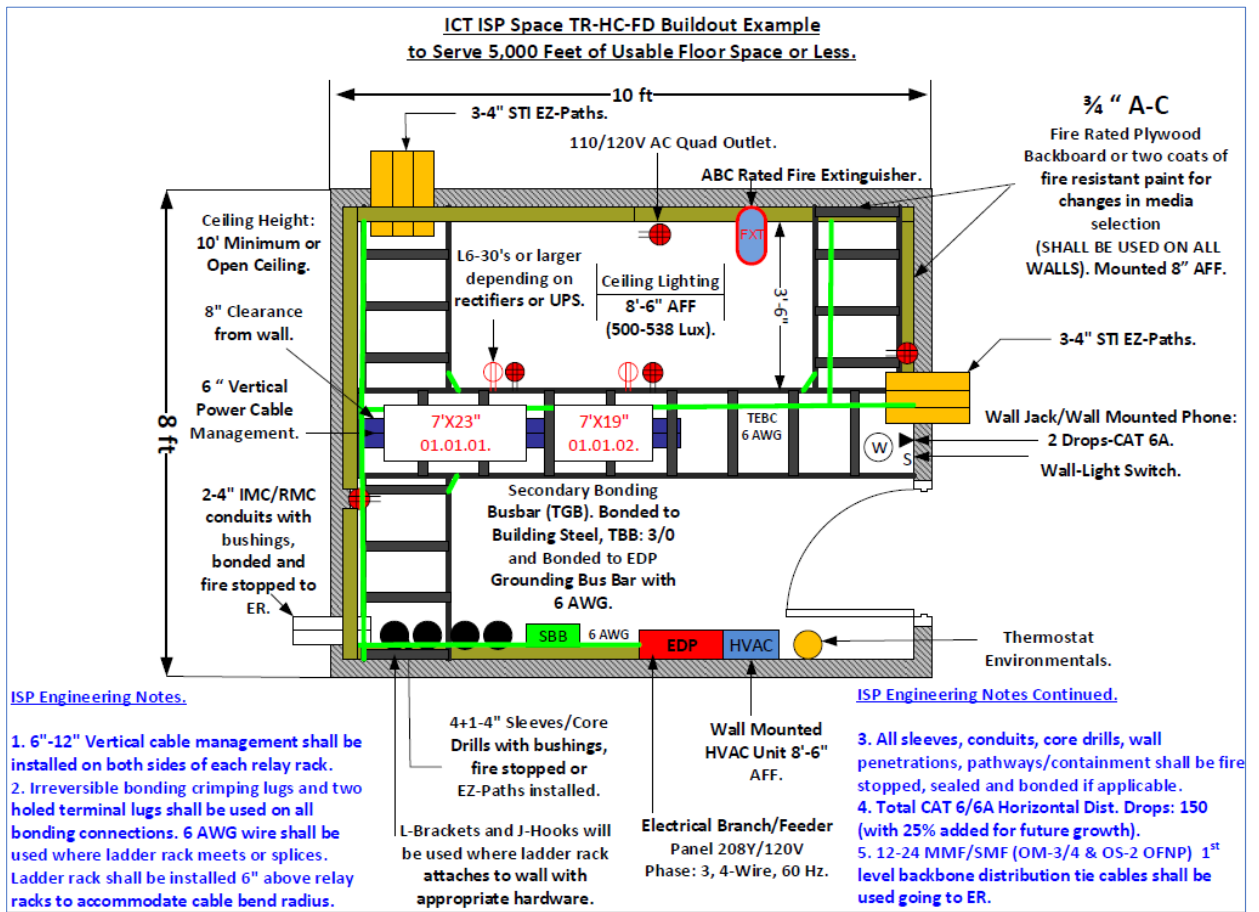 ICT ISP Space TR-HC-FD Buildout Example
to Serve 5,000 Feet of Usable Floor Space or Less.
10 ft
3-4" STI EZ-Paths.
110/120V AC Quad Outlet.
ABC Rated Fire Extinguisher.
¾ “ A-C
Fire Rated Plywood
Backboard or two coats of
fire resistant paint for
changes in media
selection
(SHALL BE USED ON ALL
WALLS). Mounted 8” AFF.
Ceiling Height:
10' Minimum or
Open Ceiling.
L6-30's or larger
depending on
rectifiers or UPS.
Ceiling Lighting
8'-6" AFF
(500-538 Lux).
EXT
3'-6"
8" Clearance
from wall.
6 “ Vertical
Power Cable
Management.
8 ft
3-4" STI EZ-Paths.
7'X23"
01.01.01.
7'X19"
01.01.02.
TEBC
6 AWG
W
S
Wall Jack/Wall Mounted Phone:
2 Drops-CAT 6A.
Wall-Light Switch.
2-4" IMC/RMC
conduits with
bushings,
bonded and
fire stopped to
ER.
Secondary Bonding
Busbar (TGB). Bonded to
Building Steel, TBB: 3/0
and Bonded to EDP
Grounding Bus Bar with
6 AWG.
SBB
6 AWG
EDP
HVAC
Thermostat
Environmentals.
ISP Engineering Notes.
1. 6"-12" Vertical cable management shall be
installed on both sides of each relay rack.
2. Irreversible bonding crimping lugs and two
holed terminal lugs shall be used on all
bonding connections. 6 AWG wire shall be
used where ladder rack meets or splices.
Ladder rack shall be installed 6" above relay
racks to accommodate cable bend radius.
4+1-4" Sleeves/Core
Drills with bushings,
fire stopped or
EZ-Paths installed.
L-Brackets and J-Hooks will
be used where ladder rack
attaches to wall with
appropriate hardware.
Wall Mounted
HVAC Unit 8'-6"
AFF.
Electrical Branch/Feeder
Panel 208Y/120V
Phase: 3, 4-Wire, 60 Hz.
ISP Engineering Notes Continued.
3. All sleeves, conduits, core drills, wall
penetrations, pathways/containment shall be fire
stopped, sealed and bonded if applicable.
4. Total CAT 6/6A Horizontal Dist. Drops: 150
(with 25% added for future growth).
5. 12-24 MMF/SMF (OM-3/4 & OS-2 OFNP) 1st
level backbone distribution tie cables shall be
used going to ER.